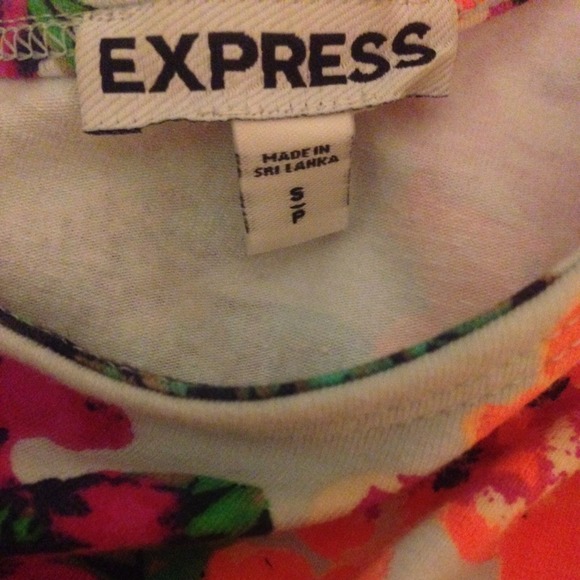 EXPRESS
MADE IN
SRI LANKA
S
P